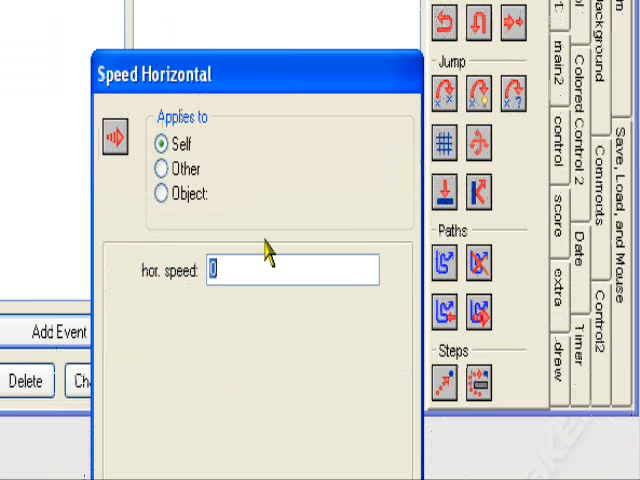 Speed Horizontal
Applies to
Self
Other
Object:
hor. speed:
0
Add Event
Delete
Jump
Paths
Steps
main2
control
score
extra
draw
Colored Control 2
Date
Timer
Background
Comments
Control2
Save, Load, and Mouse